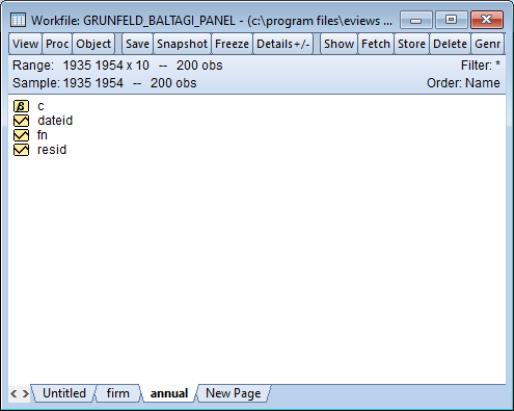 Workfile: GRUNFELD_BALTAGI_PANEL - (c:\program files\eviews ...
View Proc Object Save Snapshot Freeze Details+/- Show Fetch Store Delete Genr
Range: 1935 1954 x 10 -- 200 obs Filter: *
Sample: 1935 1954 -- 200 obs Order: Name
β c
dateid
fn
resid
< > Untitled firm annual New Page